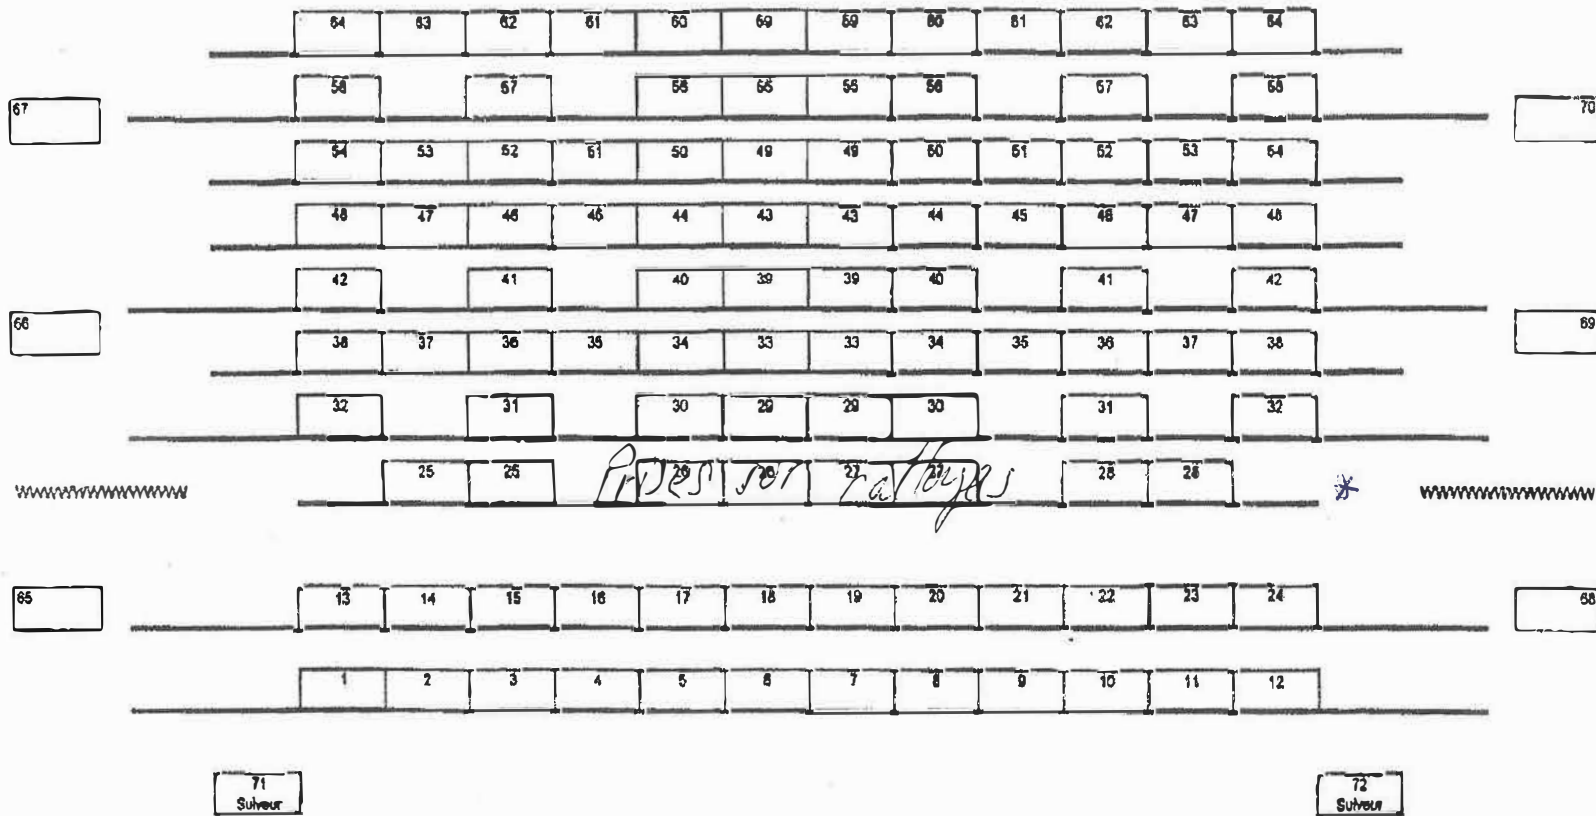 64 63 62 61 60 59 59 60 61 62 63 64
58 57 56 55 55 56 57 58
67 70
54 53 52 51 50 49 49 50 51 52 53 54
48 47 46 45 44 43 43 44 45 46 47 48
42 41 40 39 39 40 41 42
66 69
38 37 36 35 34 33 33 34 35 36 37 38
32 31 30 29 29 30 31 32
25 25 26 26 27 27 28 28
Prises sur *
65 13 14 15 16 17 18 19 20 21 22 23 24 68
1 2 3 4 5 6 7 8 9 10 11 12
71 72
Suiveur Suiveur